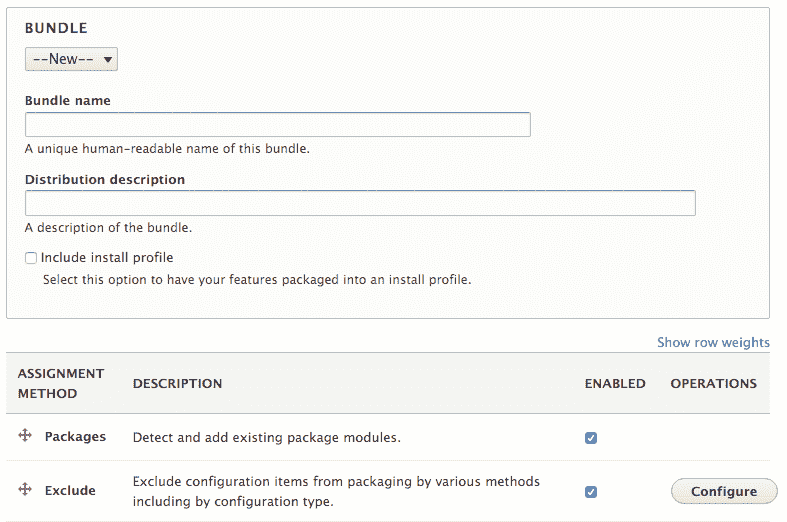 BUNDLE
--New--
Bundle name
A unique human-readable name of this bundle.
Distribution description
A description of the bundle.
Include install profile
Select this option to have your features packaged into an install profile.
Show row weights
ASSIGNMENT
METHOD
DESCRIPTION
ENABLED
OPERATIONS
Packages
Detect and add existing package modules.
Exclude
Exclude configuration items from packaging by various methods
including by configuration type.
Configure